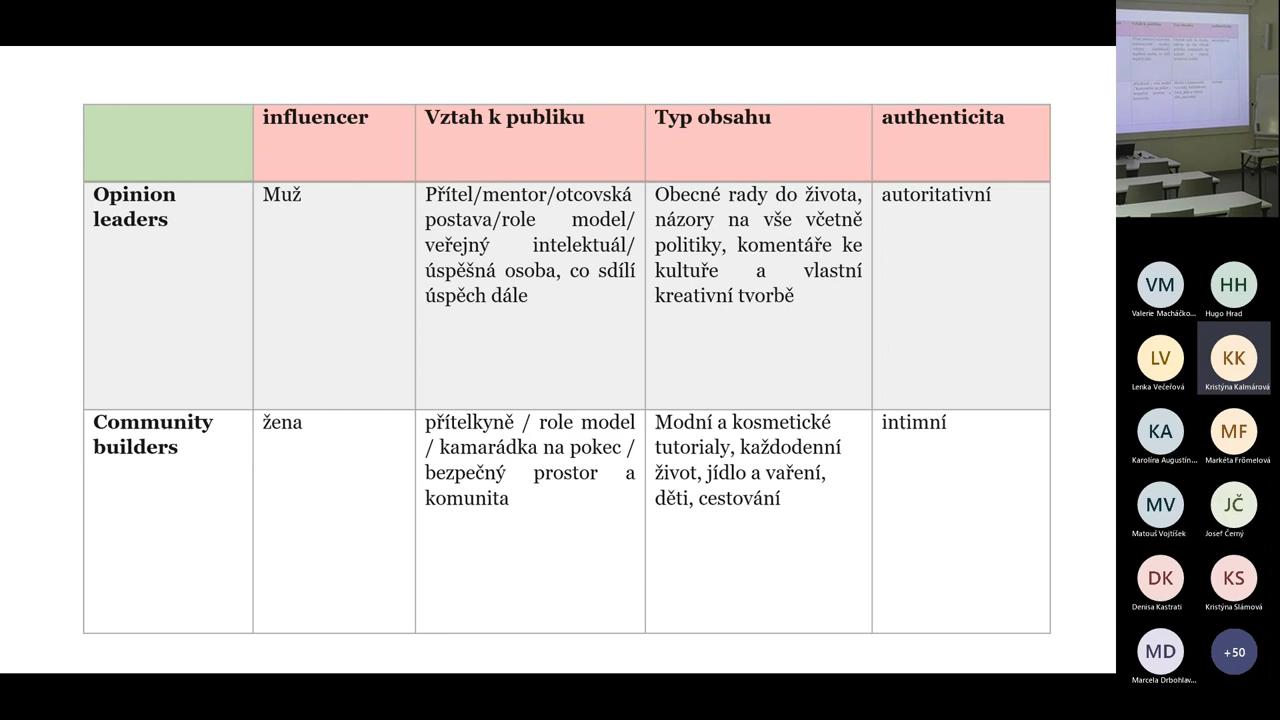 influencer
Vztah k publiku
Typ obsahu
authenticita
Opinion
leaders
Muž
Přítel/mentor/otcovská
postava/role model/
veřejný intelektuál/
úspěšná osoba, co sdílí
úspěch dále
Obecné rady do života,
názory na vše včetně
politiky, komentáře ke
kultuře a vlastní
kreativní tvorbě
autoritativní
Community
builders
žena
přítelkyně / role model
/ kamarádka na pokec /
bezpečný prostor a
komunita
Modní a kosmetické
tutorialy, každodenní
život, jídlo a vaření,
děti, cestování
intimní
VM
Valerie Macháčko...
HH
Hugo Hrad
LV
Lenka Večeřová
KK
Kristýna Kalmárová
KA
Karolína Augustín...
MF
Markéta Frömelová
MV
Matouš Vojtíšek
JČ
Josef Černý
DK
Denisa Kastrati
KS
Kristýna Slámová
MD
Marcela Drbohlav...
+50